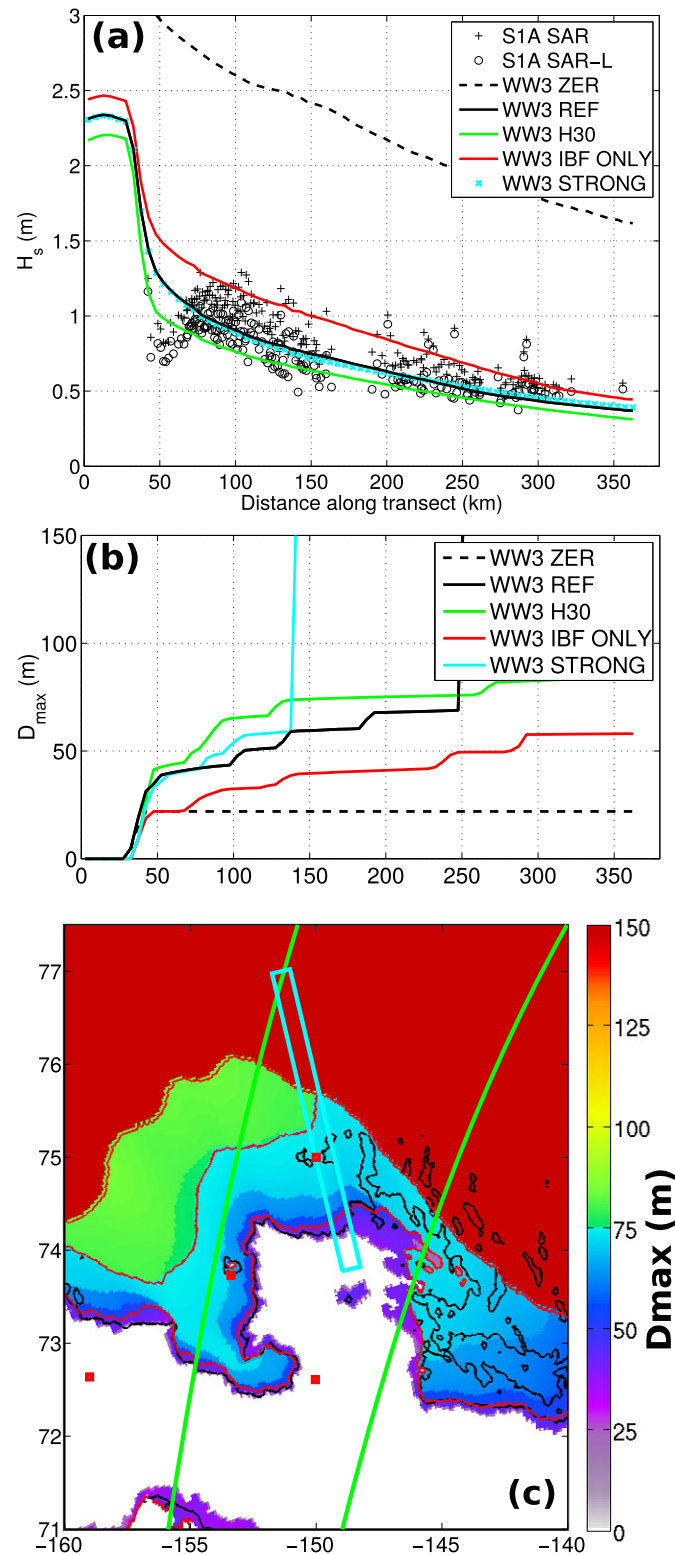 (a)
3
2.5
2
1.5
1
0.5
0
H_s (m)
S1A SAR
S1A SAR-L
WW3 ZER
WW3 REF
WW3 H30
WW3 IBF ONLY
WW3 STRONG
0 50 100 150 200 250 300 350
Distance along transect (km)
(b)
150
100
50
0
D_max (m)
WW3 ZER
WW3 REF
WW3 H30
WW3 IBF ONLY
WW3 STRONG
0 50 100 150 200 250 300 350
77
76
75
74
73
72
71
(c)
-160 -155 -150 -145 -140
150
125
100
75
50
25
0
Dmax (m)